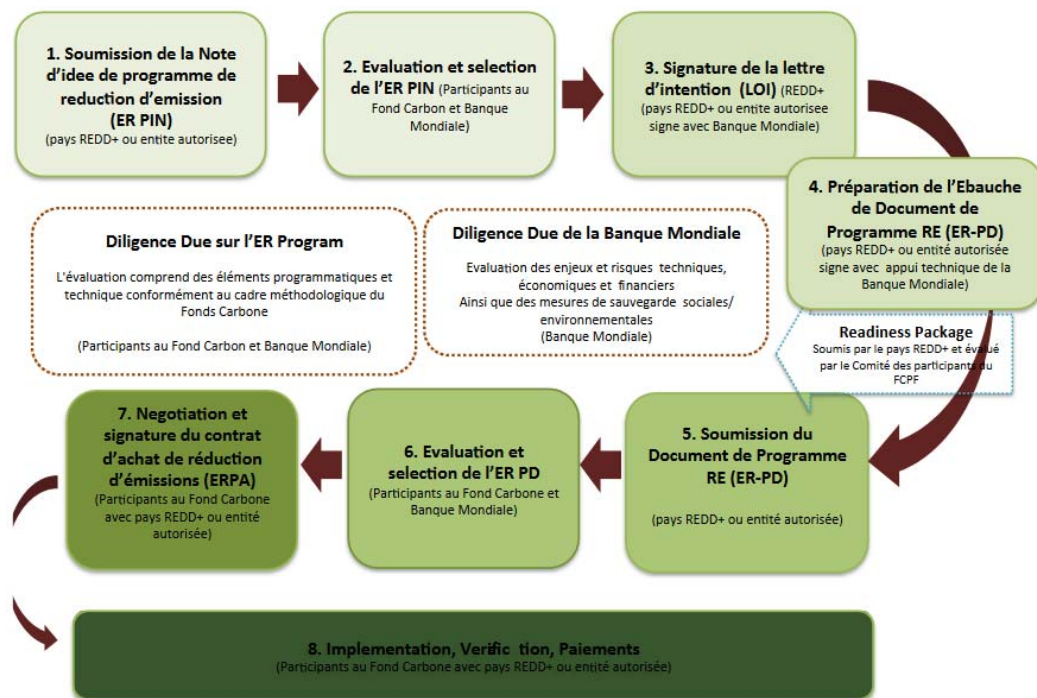 1. Soumission de la Note
d'idee de programme de
reduction d'emission
(ER PIN)
(pays REDD+ ou entite autorisee)
2. Evaluation et selection
de l'ER PIN (Participants au
Fond Carbon et Banque
Mondiale)
3. Signature de la lettre
d'intention (LOI) (REDD+
(pays REDD+ ou entite autorisee
signe avec Banque Mondiale)
4. Préparation de l'Ebauche
de Document de
Programme RE (ER-PD)
(pays REDD+ ou entité autorisée
signe avec appui technique de la
Banque Mondiale)
Diligence Due sur l'ER Program
L'évaluation comprend des éléments programmatiques et
technique conformément au cadre méthodologique du
Fonds Carbone
(Participants au Fond Carbon et Banque Mondiale)
Diligence Due de la Banque Mondiale
Evaluation des enjeux et risques techniques,
économiques et financiers
Ainsi que des mesures de sauvegarde sociales/
environnementales
(Banque Mondiale)
Readiness Package
Soumis par le pays REDD+ et évalué
par le Comité des participants du
FCPF
5. Soumission du
Document de Programme
RE (ER-PD)
(pays REDD+ ou entité autorisée)
6. Evaluation et
selection de l'ER PD
(Participants au Fond Carbone et
Banque Mondiale)
7. Negotiation et
signature du contrat
d'achat de réduction
d'émissions (ERPA)
(Participants au Fond Carbone
avec pays REDD+ ou entité
autorisée)
8. Implementation, Verific tion, Paiements
(Participants au Fond Carbone avec pays REDD+ ou entité autorisée)